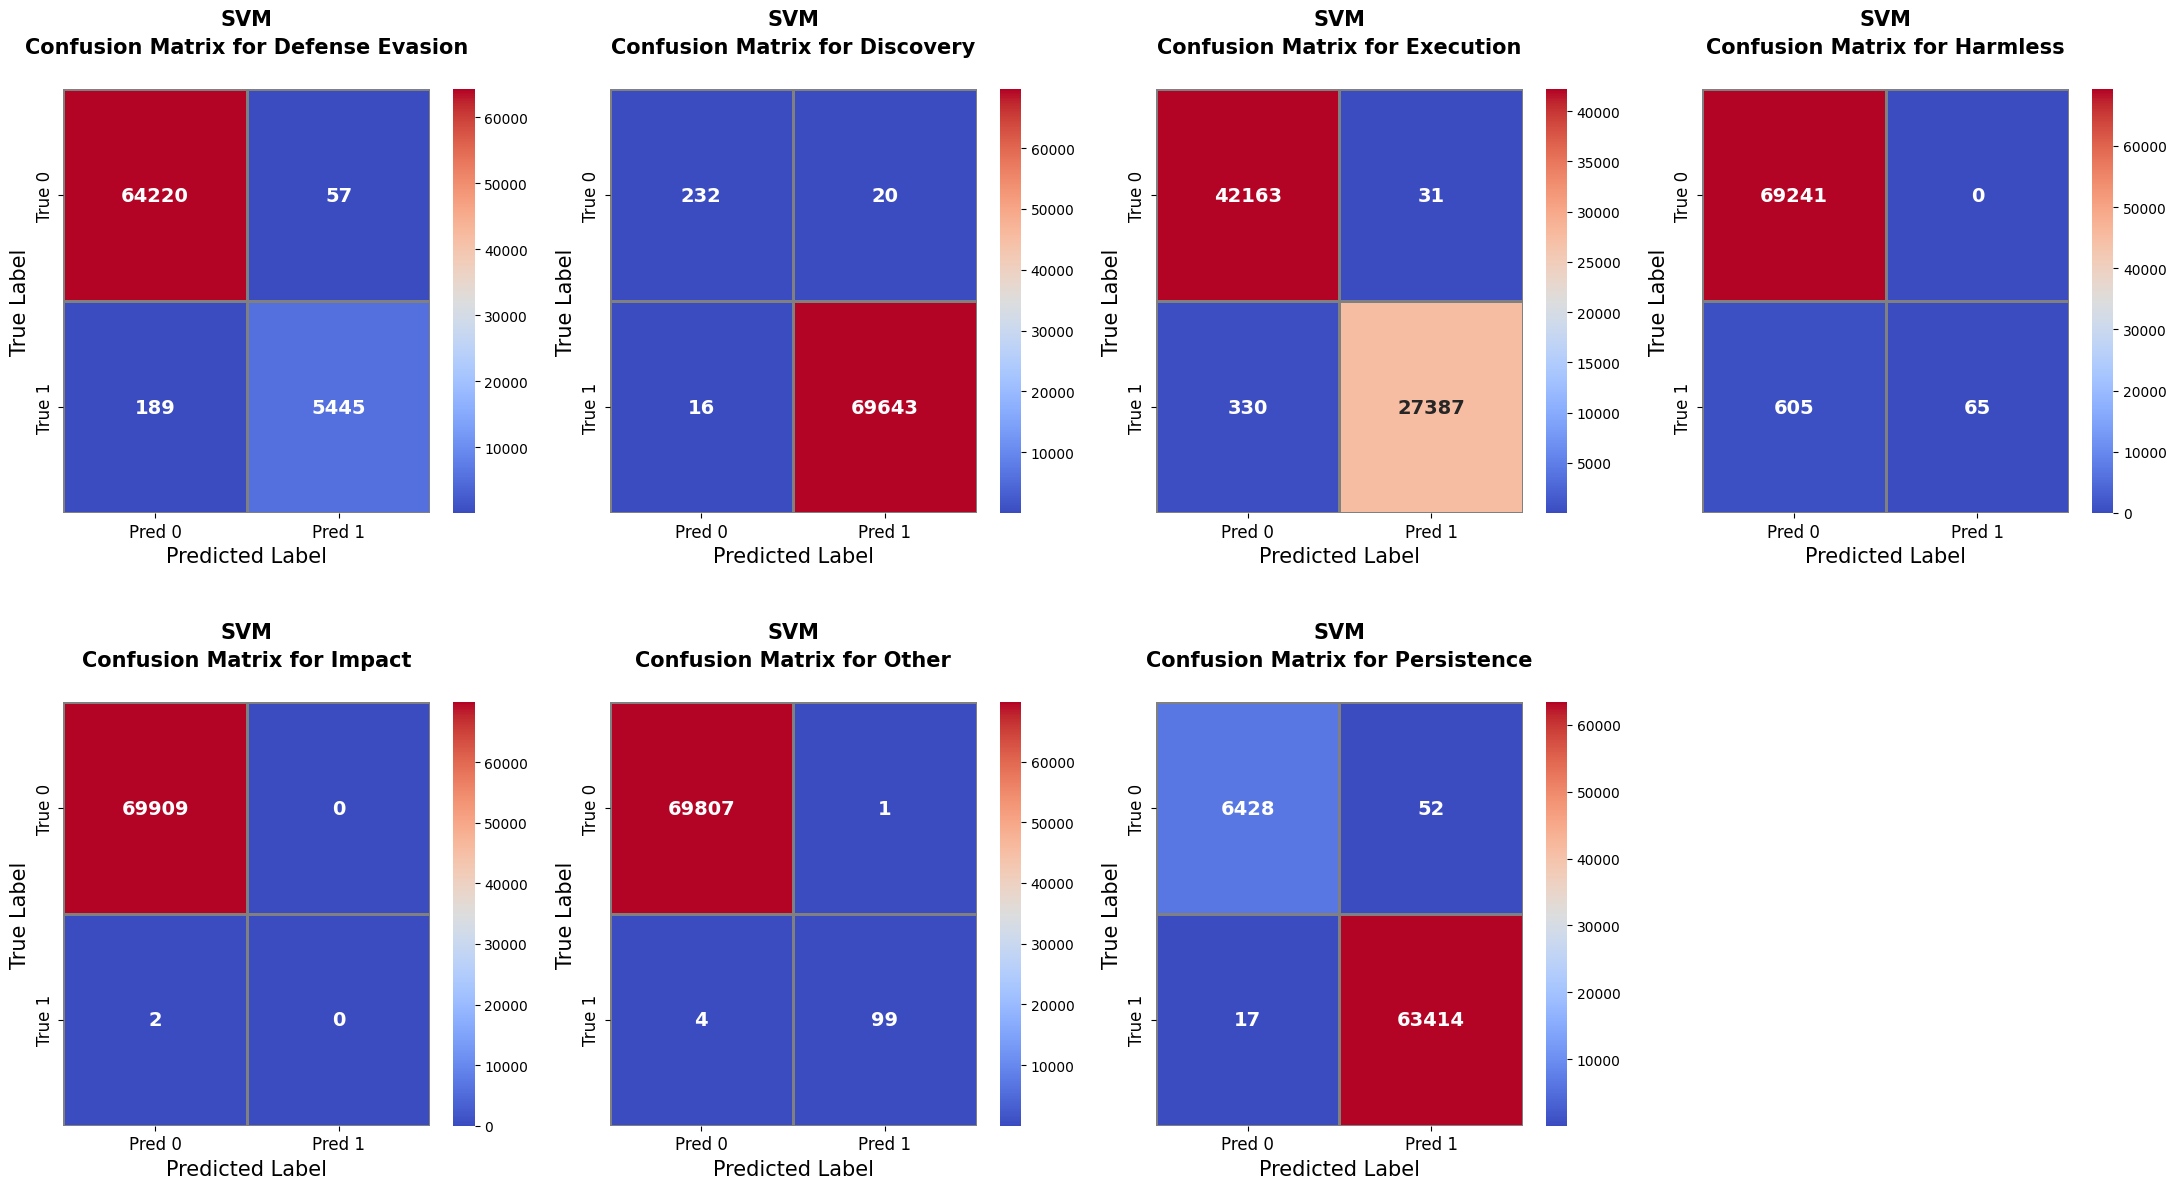 SVM
Confusion Matrix for Defense Evasion
True Label
True 0
True 1
64220
57
189
5445
Pred 0
Pred 1
Predicted Label
60000
50000
40000
30000
20000
10000
SVM
Confusion Matrix for Discovery
True Label
True 0
True 1
232
20
16
69643
Pred 0
Pred 1
Predicted Label
60000
50000
40000
30000
20000
10000
SVM
Confusion Matrix for Execution
True Label
True 0
True 1
42163
31
330
27387
Pred 0
Pred 1
Predicted Label
40000
35000
30000
25000
20000
15000
10000
5000
SVM
Confusion Matrix for Harmless
True Label
True 0
True 1
69241
0
605
65
Pred 0
Pred 1
Predicted Label
60000
50000
40000
30000
20000
10000
0
SVM
Confusion Matrix for Impact
True Label
True 0
True 1
69909
0
2
0
Pred 0
Pred 1
Predicted Label
60000
50000
40000
30000
20000
10000
0
SVM
Confusion Matrix for Other
True Label
True 0
True 1
69807
1
4
99
Pred 0
Pred 1
Predicted Label
60000
50000
40000
30000
20000
10000
SVM
Confusion Matrix for Persistence
True Label
True 0
True 1
6428
52
17
63414
Pred 0
Pred 1
Predicted Label
60000
50000
40000
30000
20000
10000